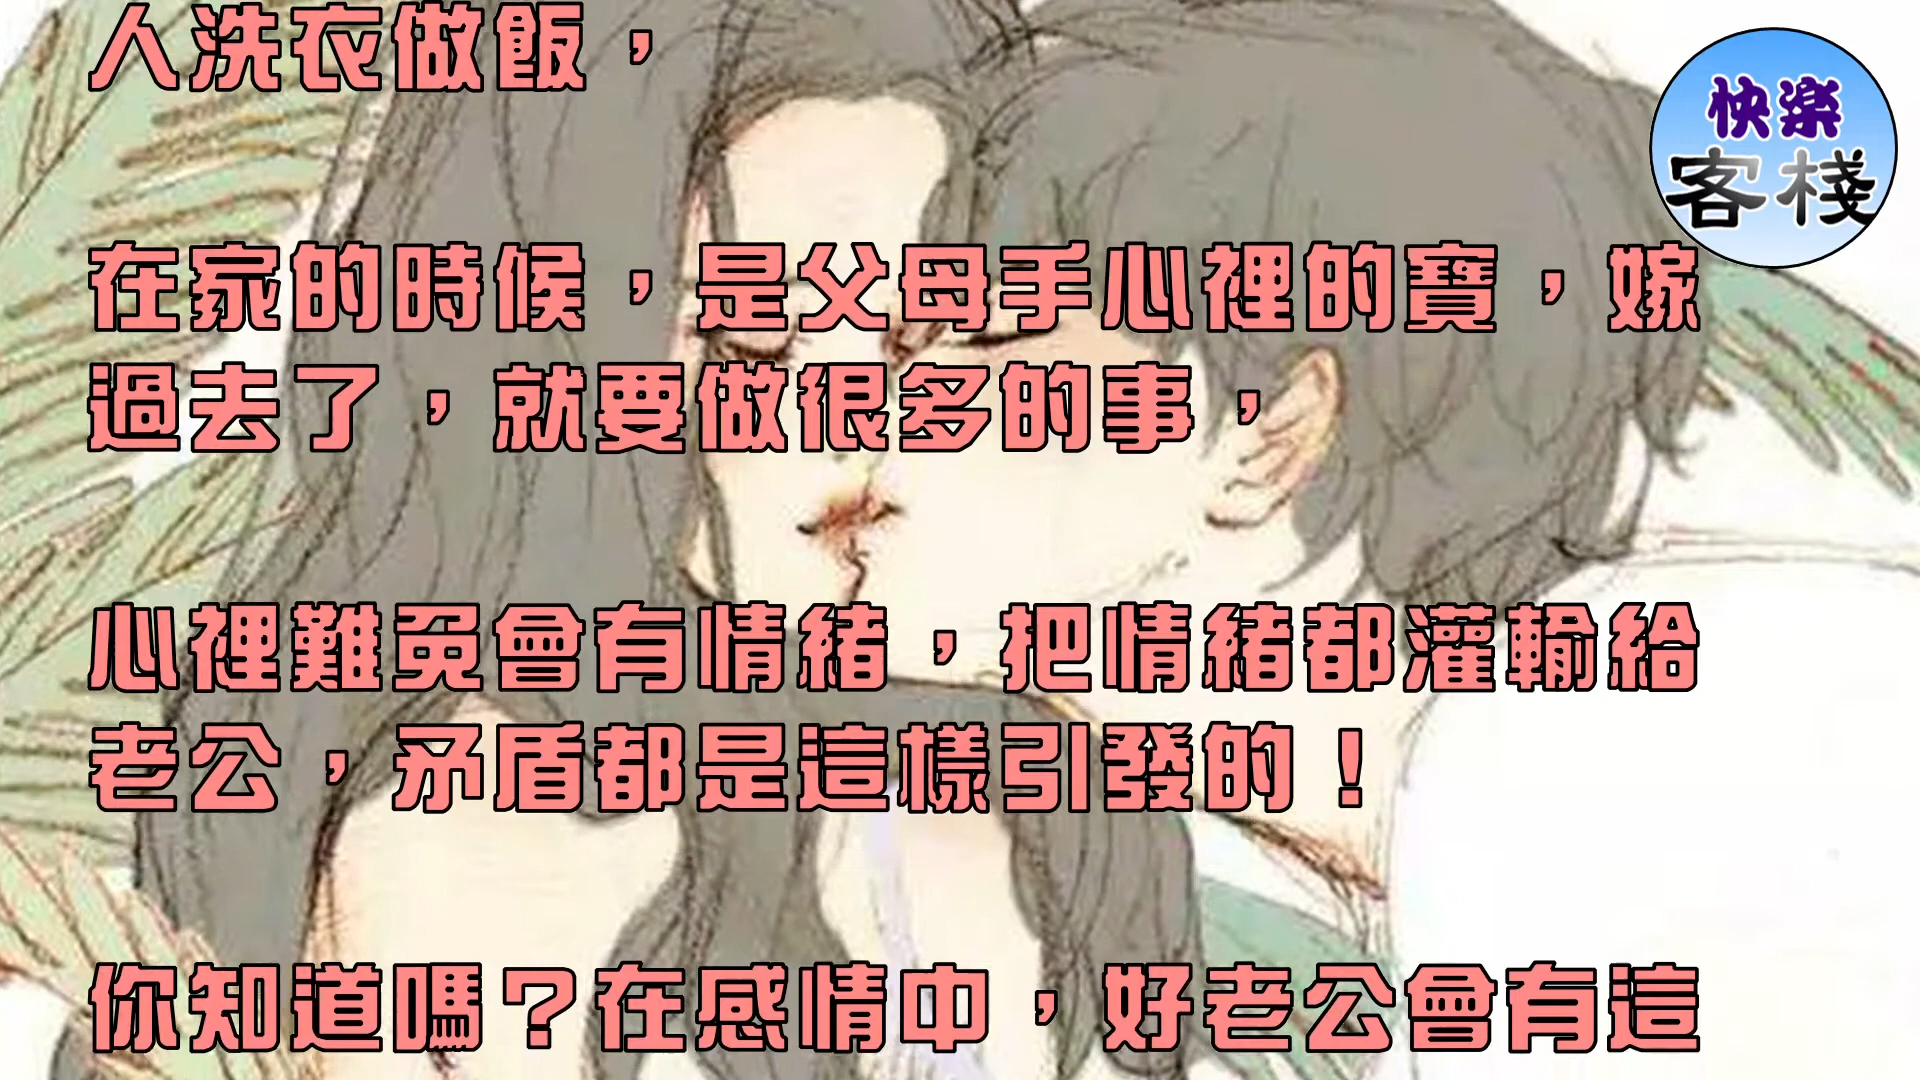 人洗衣做飯，
快樂
客棧
在家的時候，是父母手心裡的寶，嫁
過去了，就要做很多的事，
心裡難免會有情緒，把情緒都灌輸給
老公，矛盾都是這樣引發的！
你知道嗎？在感情中，好老公會有這